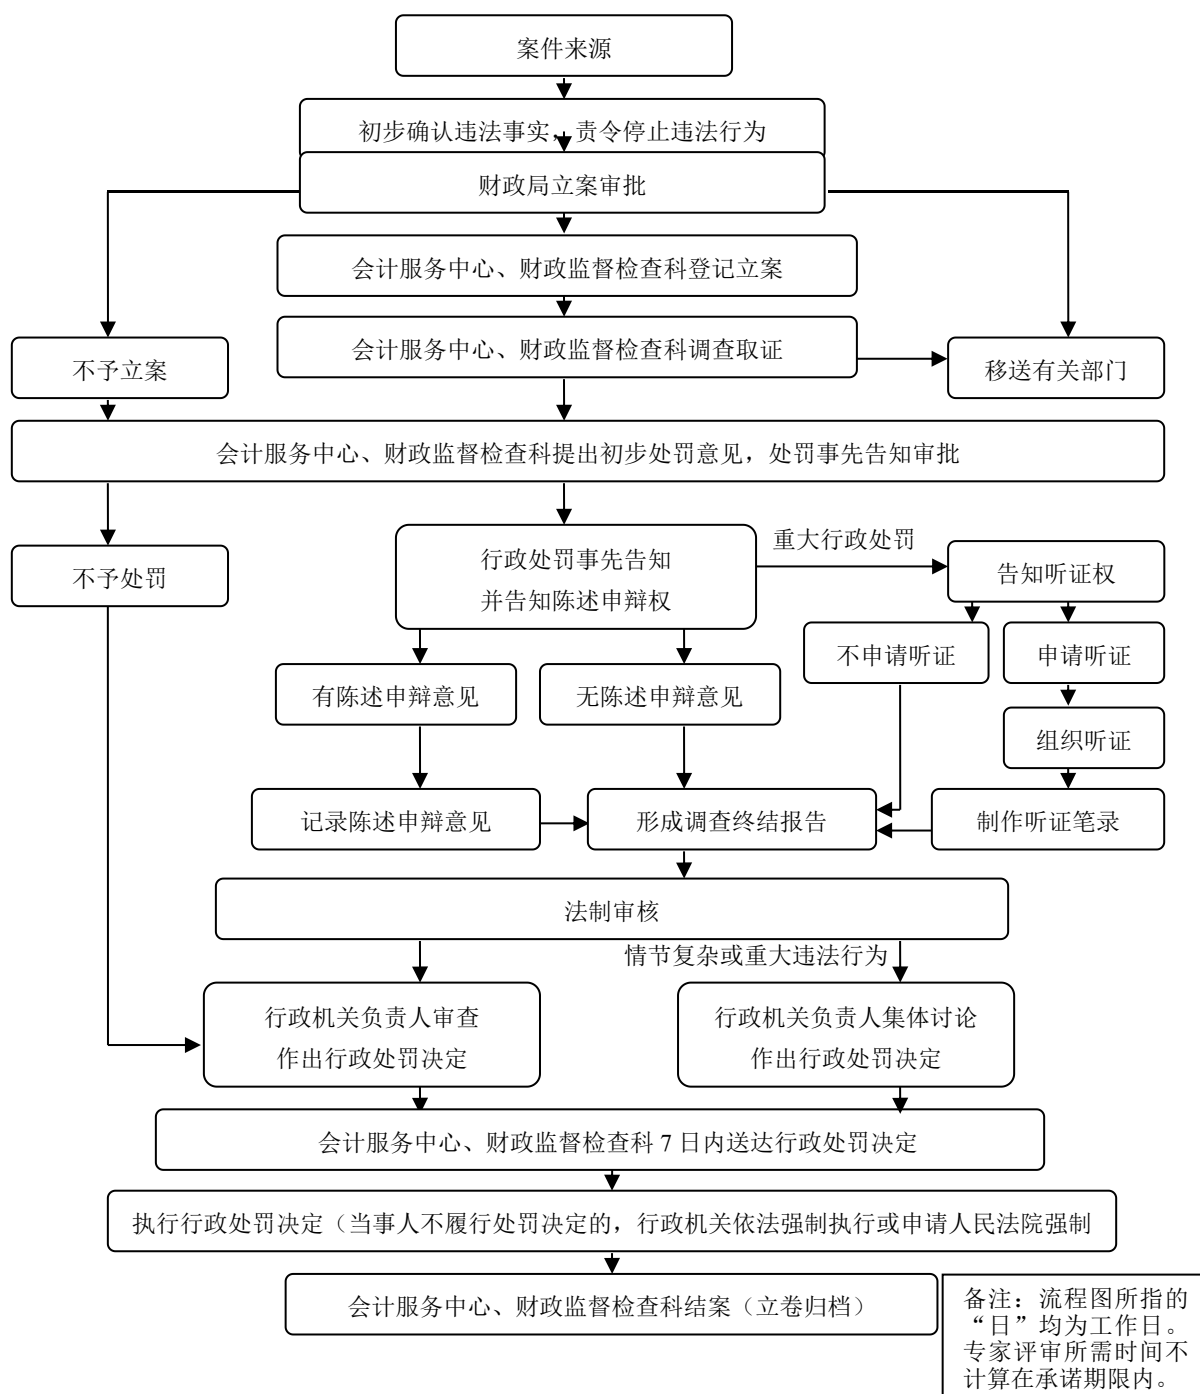 案件来源
初步确认违法事实，责令停止违法行为
财政局立案审批
会计服务中心、财政监督检查科登记立案
会计服务中心、财政监督检查科调查取证
不予立案
移送有关部门
会计服务中心、财政监督检查科提出初步处罚意见，处罚事先告知审批
不予处罚
行政处罚事先告知
并告知陈述申辩权
重大行政处罚
告知听证权
不申请听证
申请听证
有陈述申辩意见
无陈述申辩意见
组织听证
记录陈述申辩意见
形成调查终结报告
制作听证笔录
法制审核
情节复杂或重大违法行为
行政机关负责人审查
作出行政处罚决定
行政机关负责人集体讨论
作出行政处罚决定
会计服务中心、财政监督检查科 7 日内送达行政处罚决定
执行行政处罚决定（当事人不履行处罚决定的，行政机关依法强制执行或申请人民法院强制
会计服务中心、财政监督检查科结案（立卷归档）
备注：流程图所指的
“日”均为工作日。
专家评审所需时间不
计算在承诺期限内。